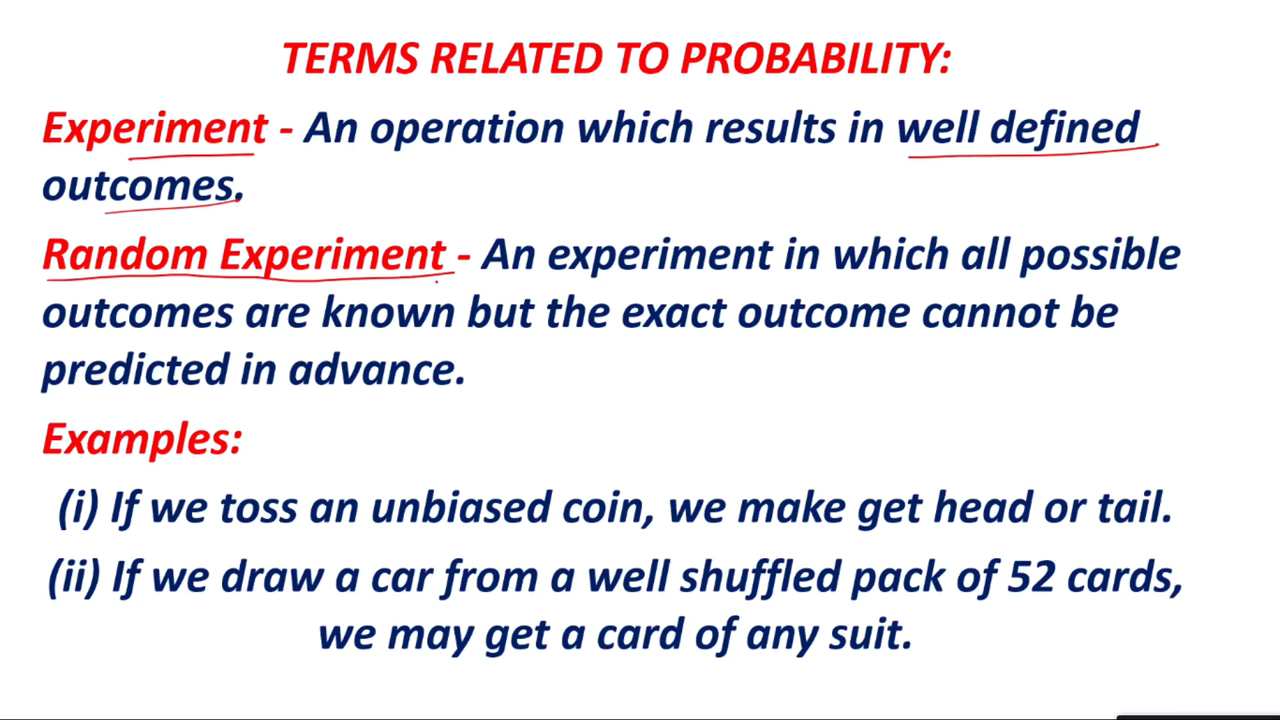 TERMS RELATED TO PROBABILITY:
Experiment - An operation which results in well defined
outcomes.
Random Experiment - An experiment in which all possible
outcomes are known but the exact outcome cannot be
predicted in advance.
Examples:
(i) If we toss an unbiased coin, we make get head or tail.
(ii) If we draw a car from a well shuffled pack of 52 cards,
we may get a card of any suit.